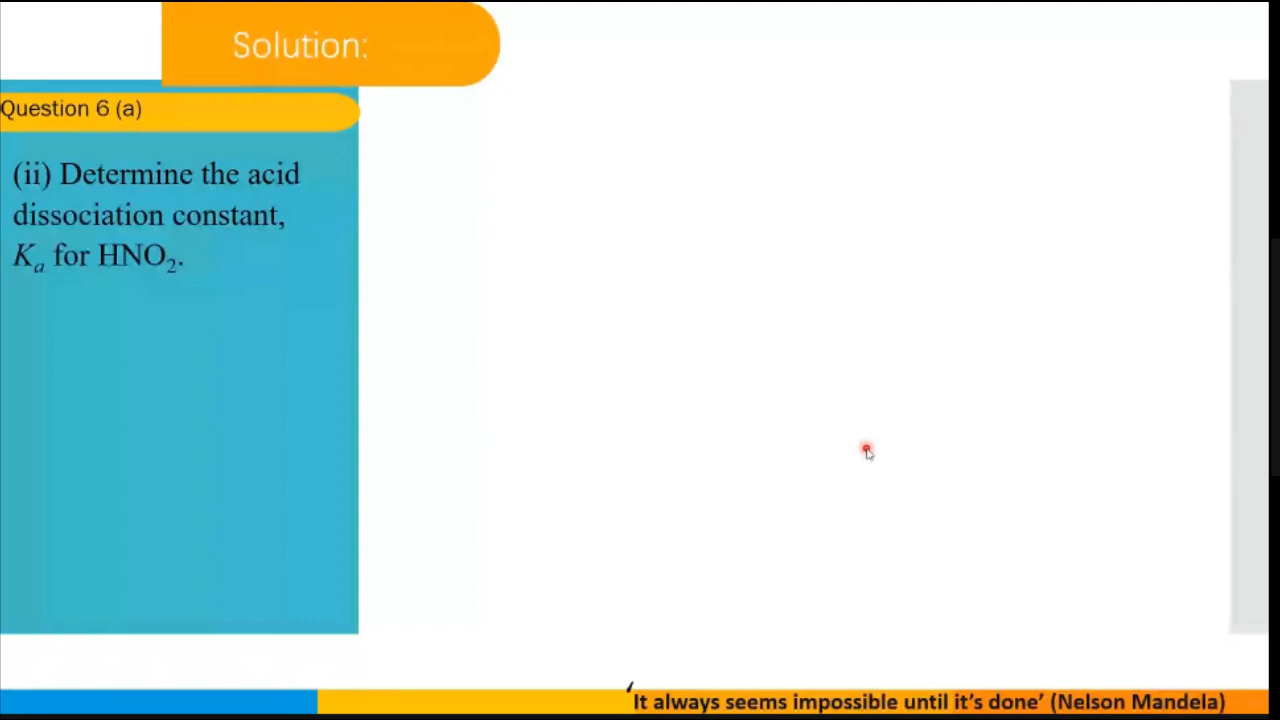 Solution:
Question 6 (a)
(ii) Determine the acid
dissociation constant,
Kₐ for HNO₂.
‘It always seems impossible until it’s done’ (Nelson Mandela)